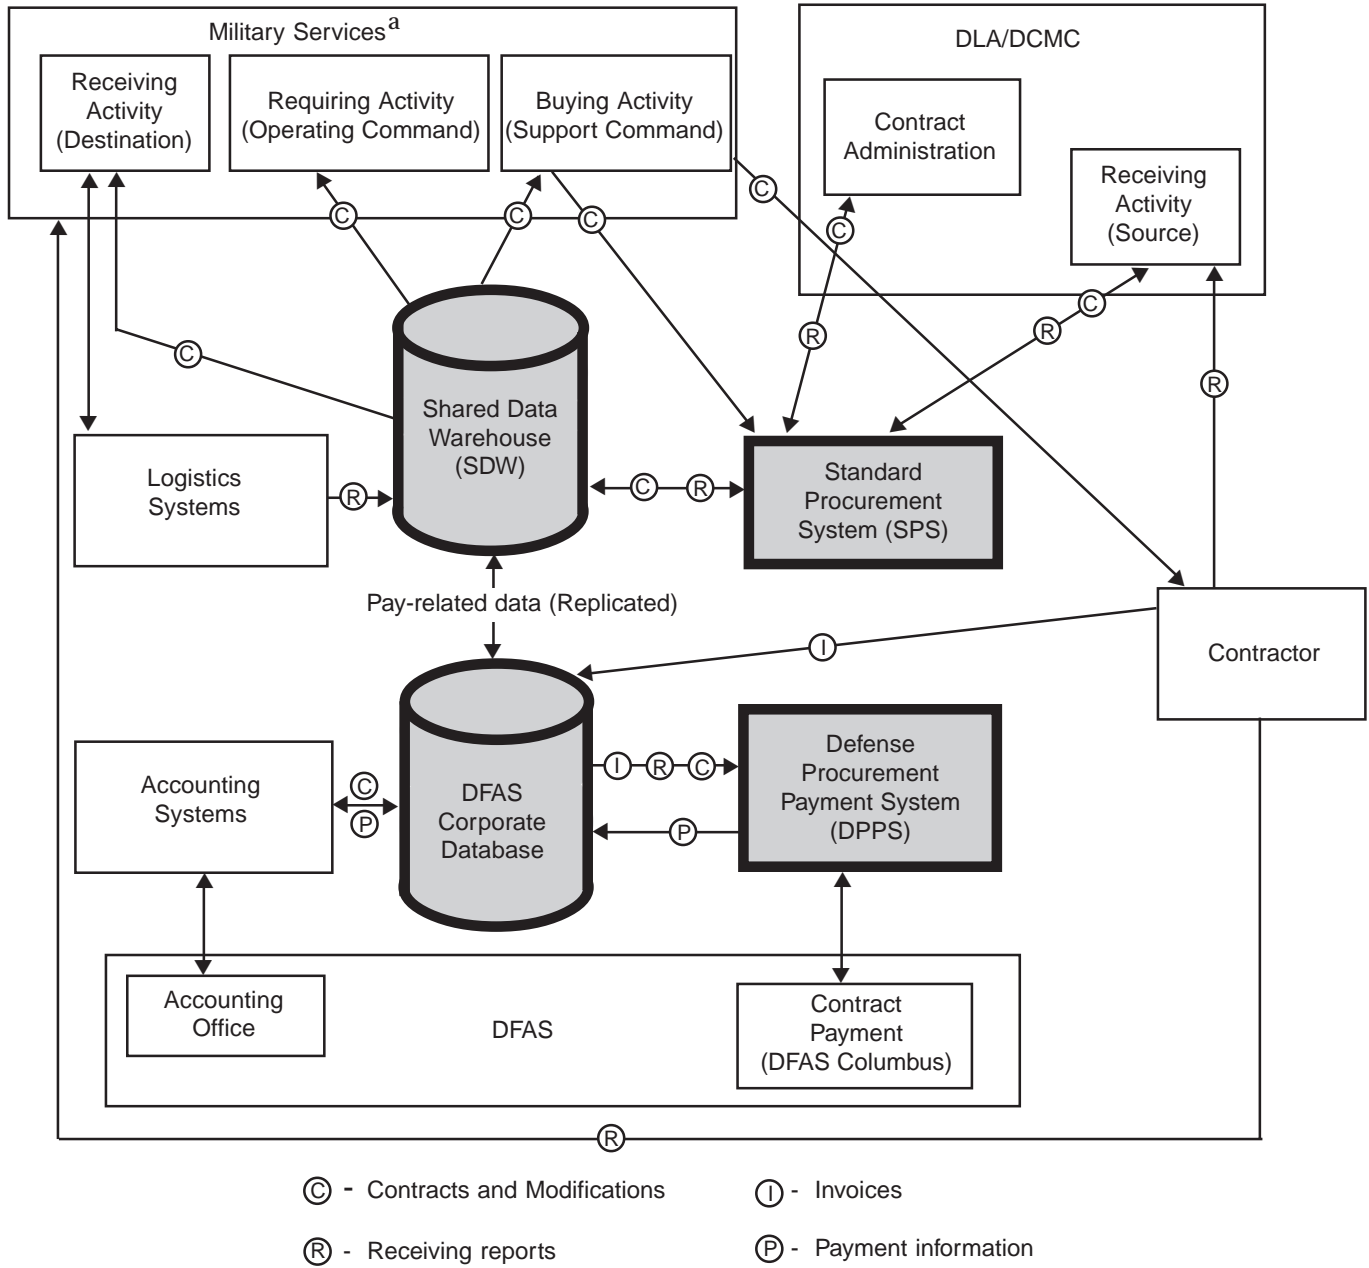 Military Services a
Receiving
Activity
(Destination)
Requiring Activity
(Operating Command)
Buying Activity
(Support Command)
DLA/DCMC
Contract
Administration
Receiving
Activity
(Source)
C
C
C
C
C
R
C
R
C
R
Shared Data
Warehouse
(SDW)
Logistics
Systems
R
C
R
Standard
Procurement
System (SPS)
Pay-related data (Replicated)
I
Contractor
Accounting
Systems
C
P
DFAS
Corporate
Database
I
R
C
P
Defense
Procurement
Payment System
(DPPS)
Accounting
Office
DFAS
Contract
Payment
(DFAS Columbus)
R
C - Contracts and Modifications
I - Invoices
R - Receiving reports
P - Payment information